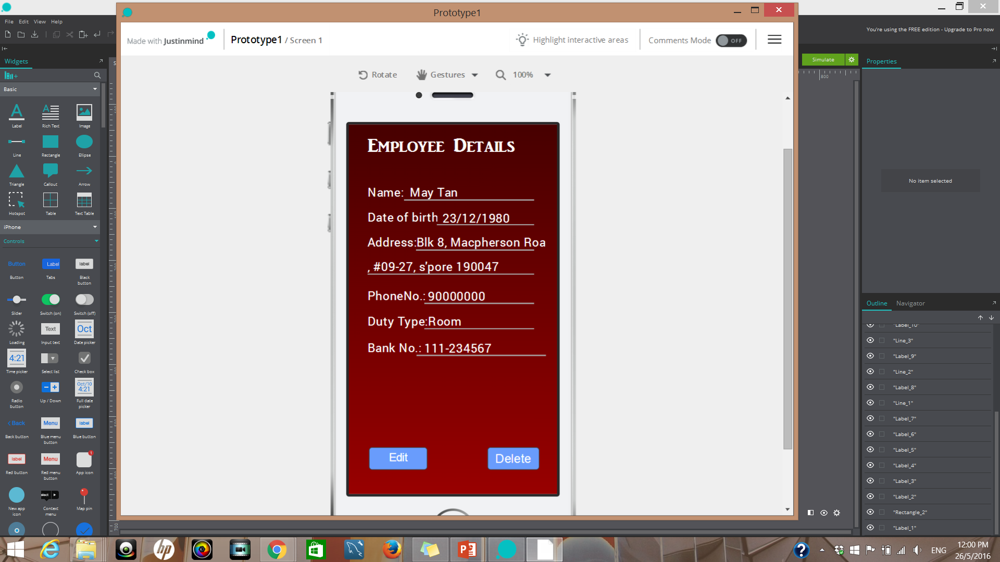 Prototype1
File Edit View Help
You're using the FREE edition - Upgrade to Pro now
Made with Justinmind
Prototype1 / Screen 1
Highlight interactive areas
Comments Mode OFF
Widgets
Simulate
Properties
Rotate
Gestures
100%
800
Basic
Label Rich Text Image
Line Rectangle Ellipse
Triangle Callout Arrow
Hotspot Table Text Table
iPhone
Controls
Button Label label
Button Tabs Black button
Slider Switch (on) Switch (off)
Text Oct
Loading Input text Date picker
4:21
Time picker Select list Check box
Oct/10 4:21
Radio button Up / Down Full date picker
Back Menu label
Back button Blue menu button Blue button
label Menu 1
Red button Red menu button App icon
New app icon Context menu Map pin
EMPLOYEE DETAILS
Name: May Tan
Date of birth 23/12/1980
Address:Blk 8, Macpherson Roa
, #09-27, s'pore 190047
PhoneNo.: 90000000
Duty Type:Room
Bank No.: 111-234567
Edit Delete
No item selected
Outline Navigator
"Label_10"
"Line_3"
"Label_9"
"Line_2"
"Label_8"
"Line_1"
"Label_7"
"Label_6"
"Label_5"
"Label_4"
"Label_3"
"Label_2"
"Rectangle_2"
"Label_1"
ENG
12:00 PM
26/5/2016